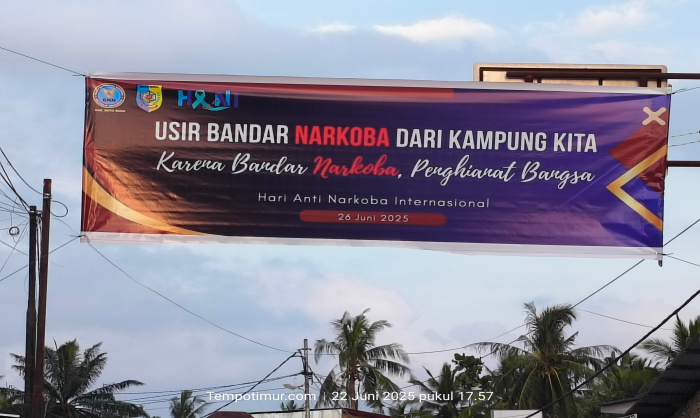 HANI
USIR BANDAR NARKOBA DARI KAMPUNG KITA
Karena Bandar Narkoba, Penghianat Bangsa
Hari Anti Narkoba Internasional
26 Juni 2025
Tempotimur.com | 22 Juni 2025 pukul 17.57